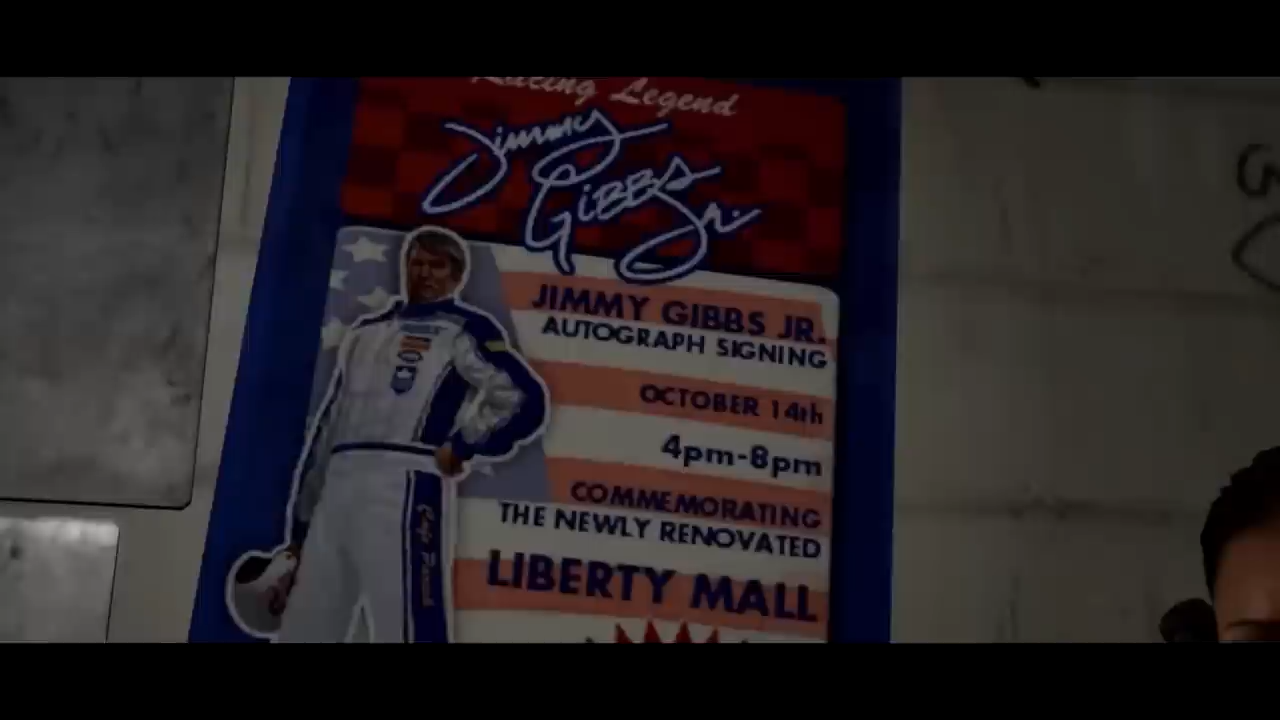 Racing Legend
Jimmy
Gibbs Jr.
JIMMY GIBBS JR.
AUTOGRAPH SIGNING
OCTOBER 14th
4pm-8pm
COMMEMORATING
THE NEWLY RENOVATED
LIBERTY MALL